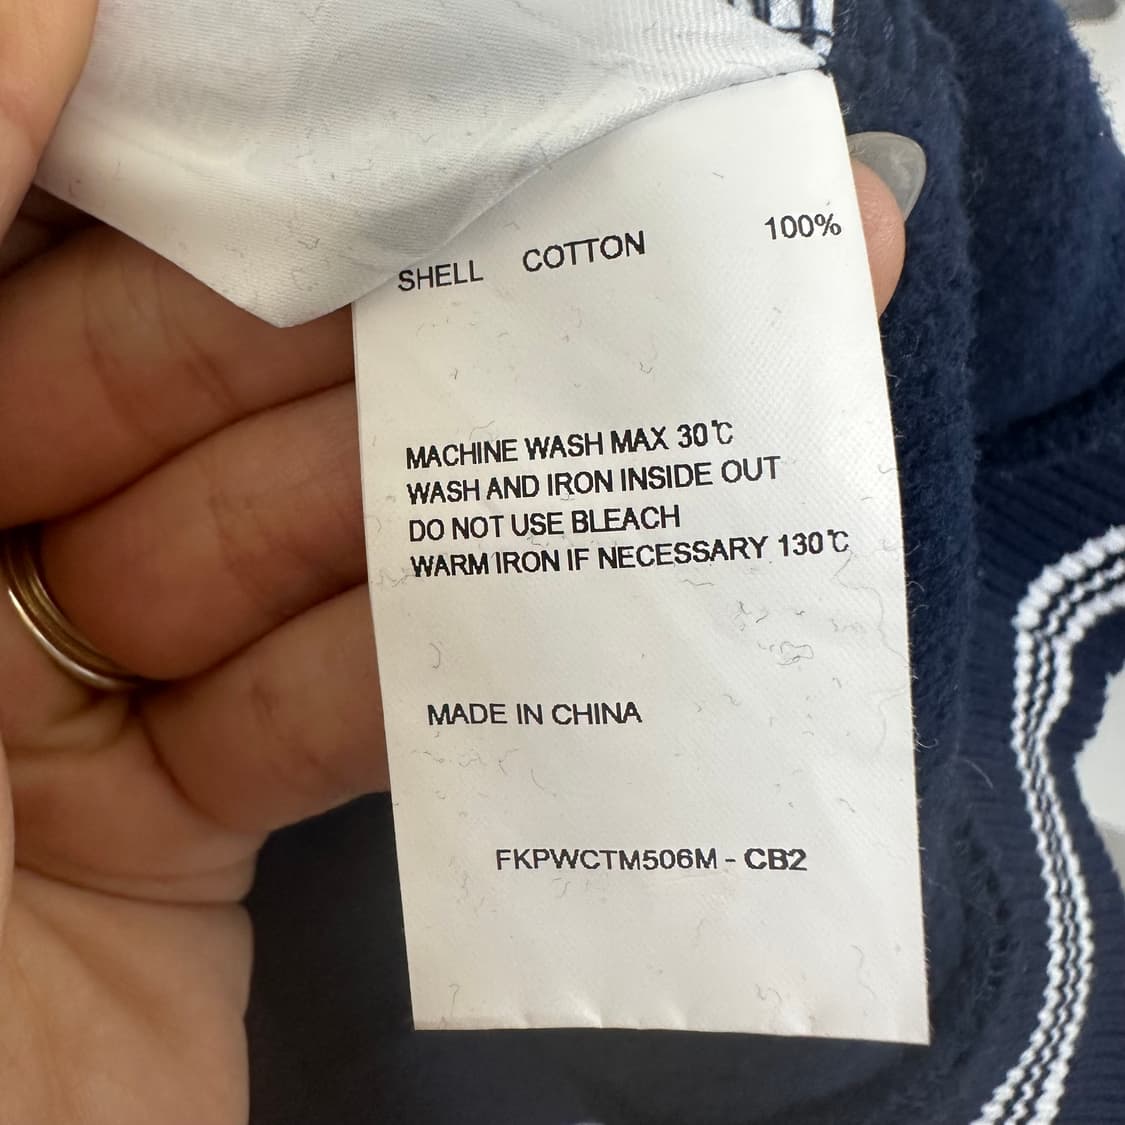 SHELL COTTON 100%
MACHINE WASH MAX 30℃
WASH AND IRON INSIDE OUT
DO NOT USE BLEACH
WARM IRON IF NECESSARY 130℃
MADE IN CHINA
FKPWCTM506M - CB2